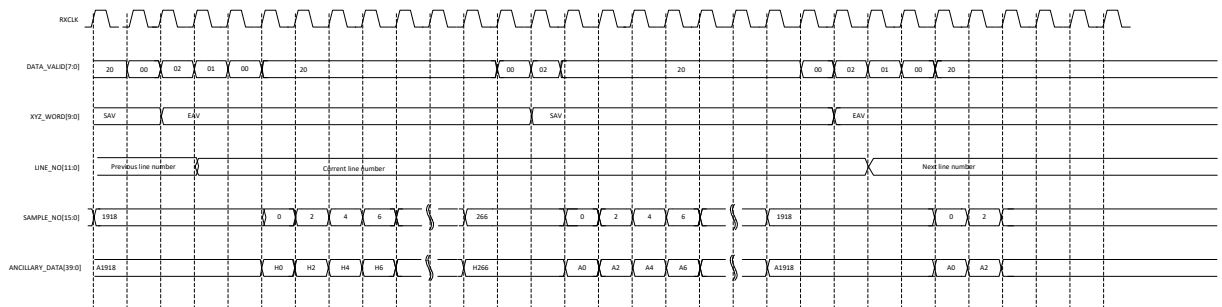 RXCLK
DATA_VALID[7:0] 20 00 02 01 00 20 00 02 20 00 02 01 00 20
XYZ_WORD[9:0] SAV EAV SAV EAV
LINE_NO[11:0] Previous line number Current line number Next line number
SAMPLE_NO[15:0] 1918 0 2 4 6 266 0 2 4 6 1918 0 2
ANCILLARY_DATA[39:0] A1918 H0 H2 H4 H6 H266 A0 A2 A4 A6 A1918 A0 A2